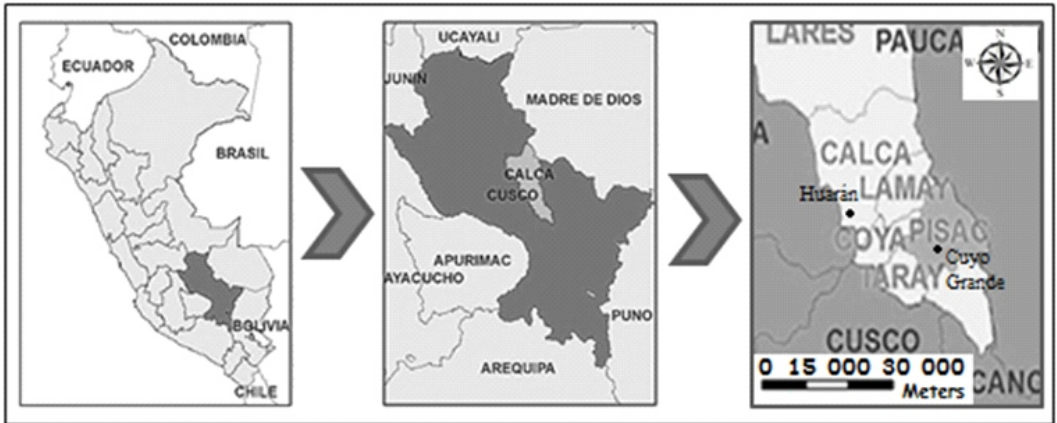 COLOMBIA
ECUADOR
BRASIL
BOLIVIA
CHILE
UCAYALI
JUNIN
MADRE DE DIOS
CALCA
CUSCO
APURIMAC
AYACUCHO
PUNO
AREQUIPA
LARES
PAUCA
N
W
E
S
A
CALCA
Huarán
LAMAY
COYA
PISAC
Cuyo
TARAY
Grande
CUSCO
0 15 000 30 000
Meters
CANC